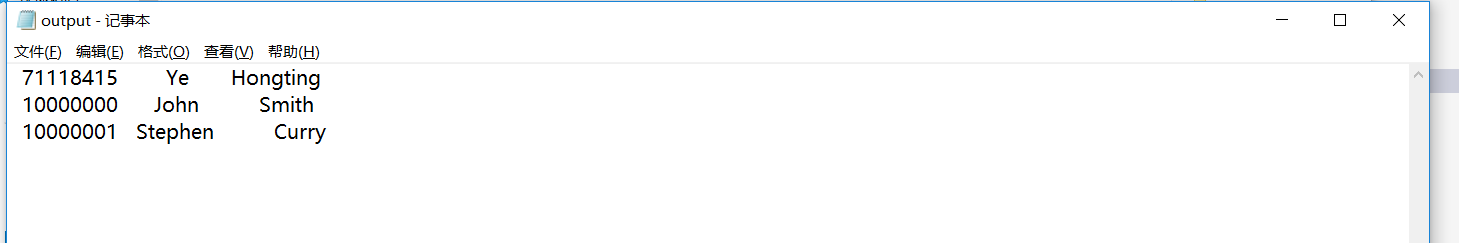 output - 记事本
文件(F) 编辑(E) 格式(O) 查看(V) 帮助(H)
71118415 Ye Hongting
10000000 John Smith
10000001 Stephen Curry